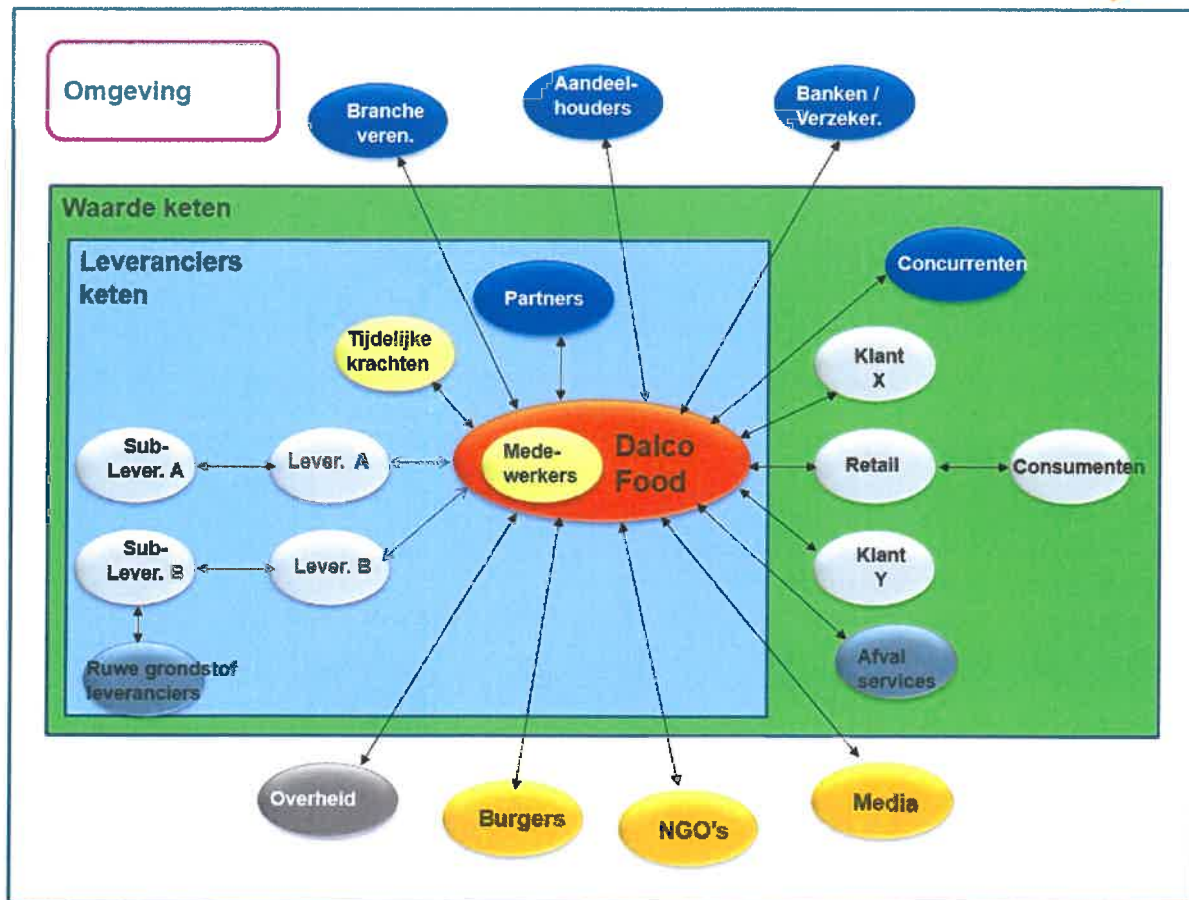 Omgeving
Branche
veren.
Aandeel-
houders
Banken /
Verzeker.
Waarde keten
Leveranciers
keten
Partners
Concurrenten
Tijdelijke
krachten
Klant
X
Mede-
werkers
Dalco
Food
Sub-
Lever. A
Lever. A
Retail
Consumenten
Sub-
Lever. B
Lever. B
Klant
Y
Ruwe grondstof
leveranciers
Afval
services
Overheid
Burgers
NGO's
Media